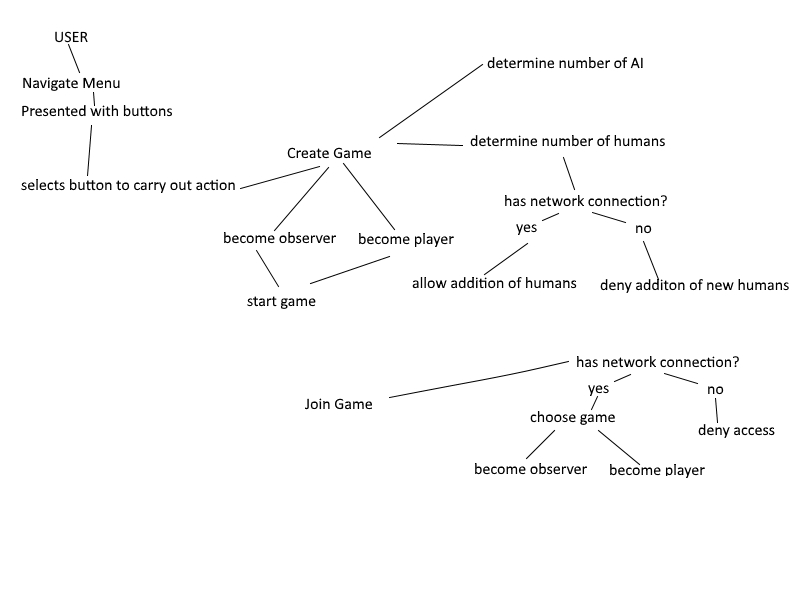 USER
Navigate Menu
Presented with buttons
selects button to carry out action
Create Game
determine number of AI
determine number of humans
has network connection?
yes
no
allow addition of humans
deny additon of new humans
become observer
become player
start game
Join Game
has network connection?
yes
no
choose game
deny access
become observer
become player